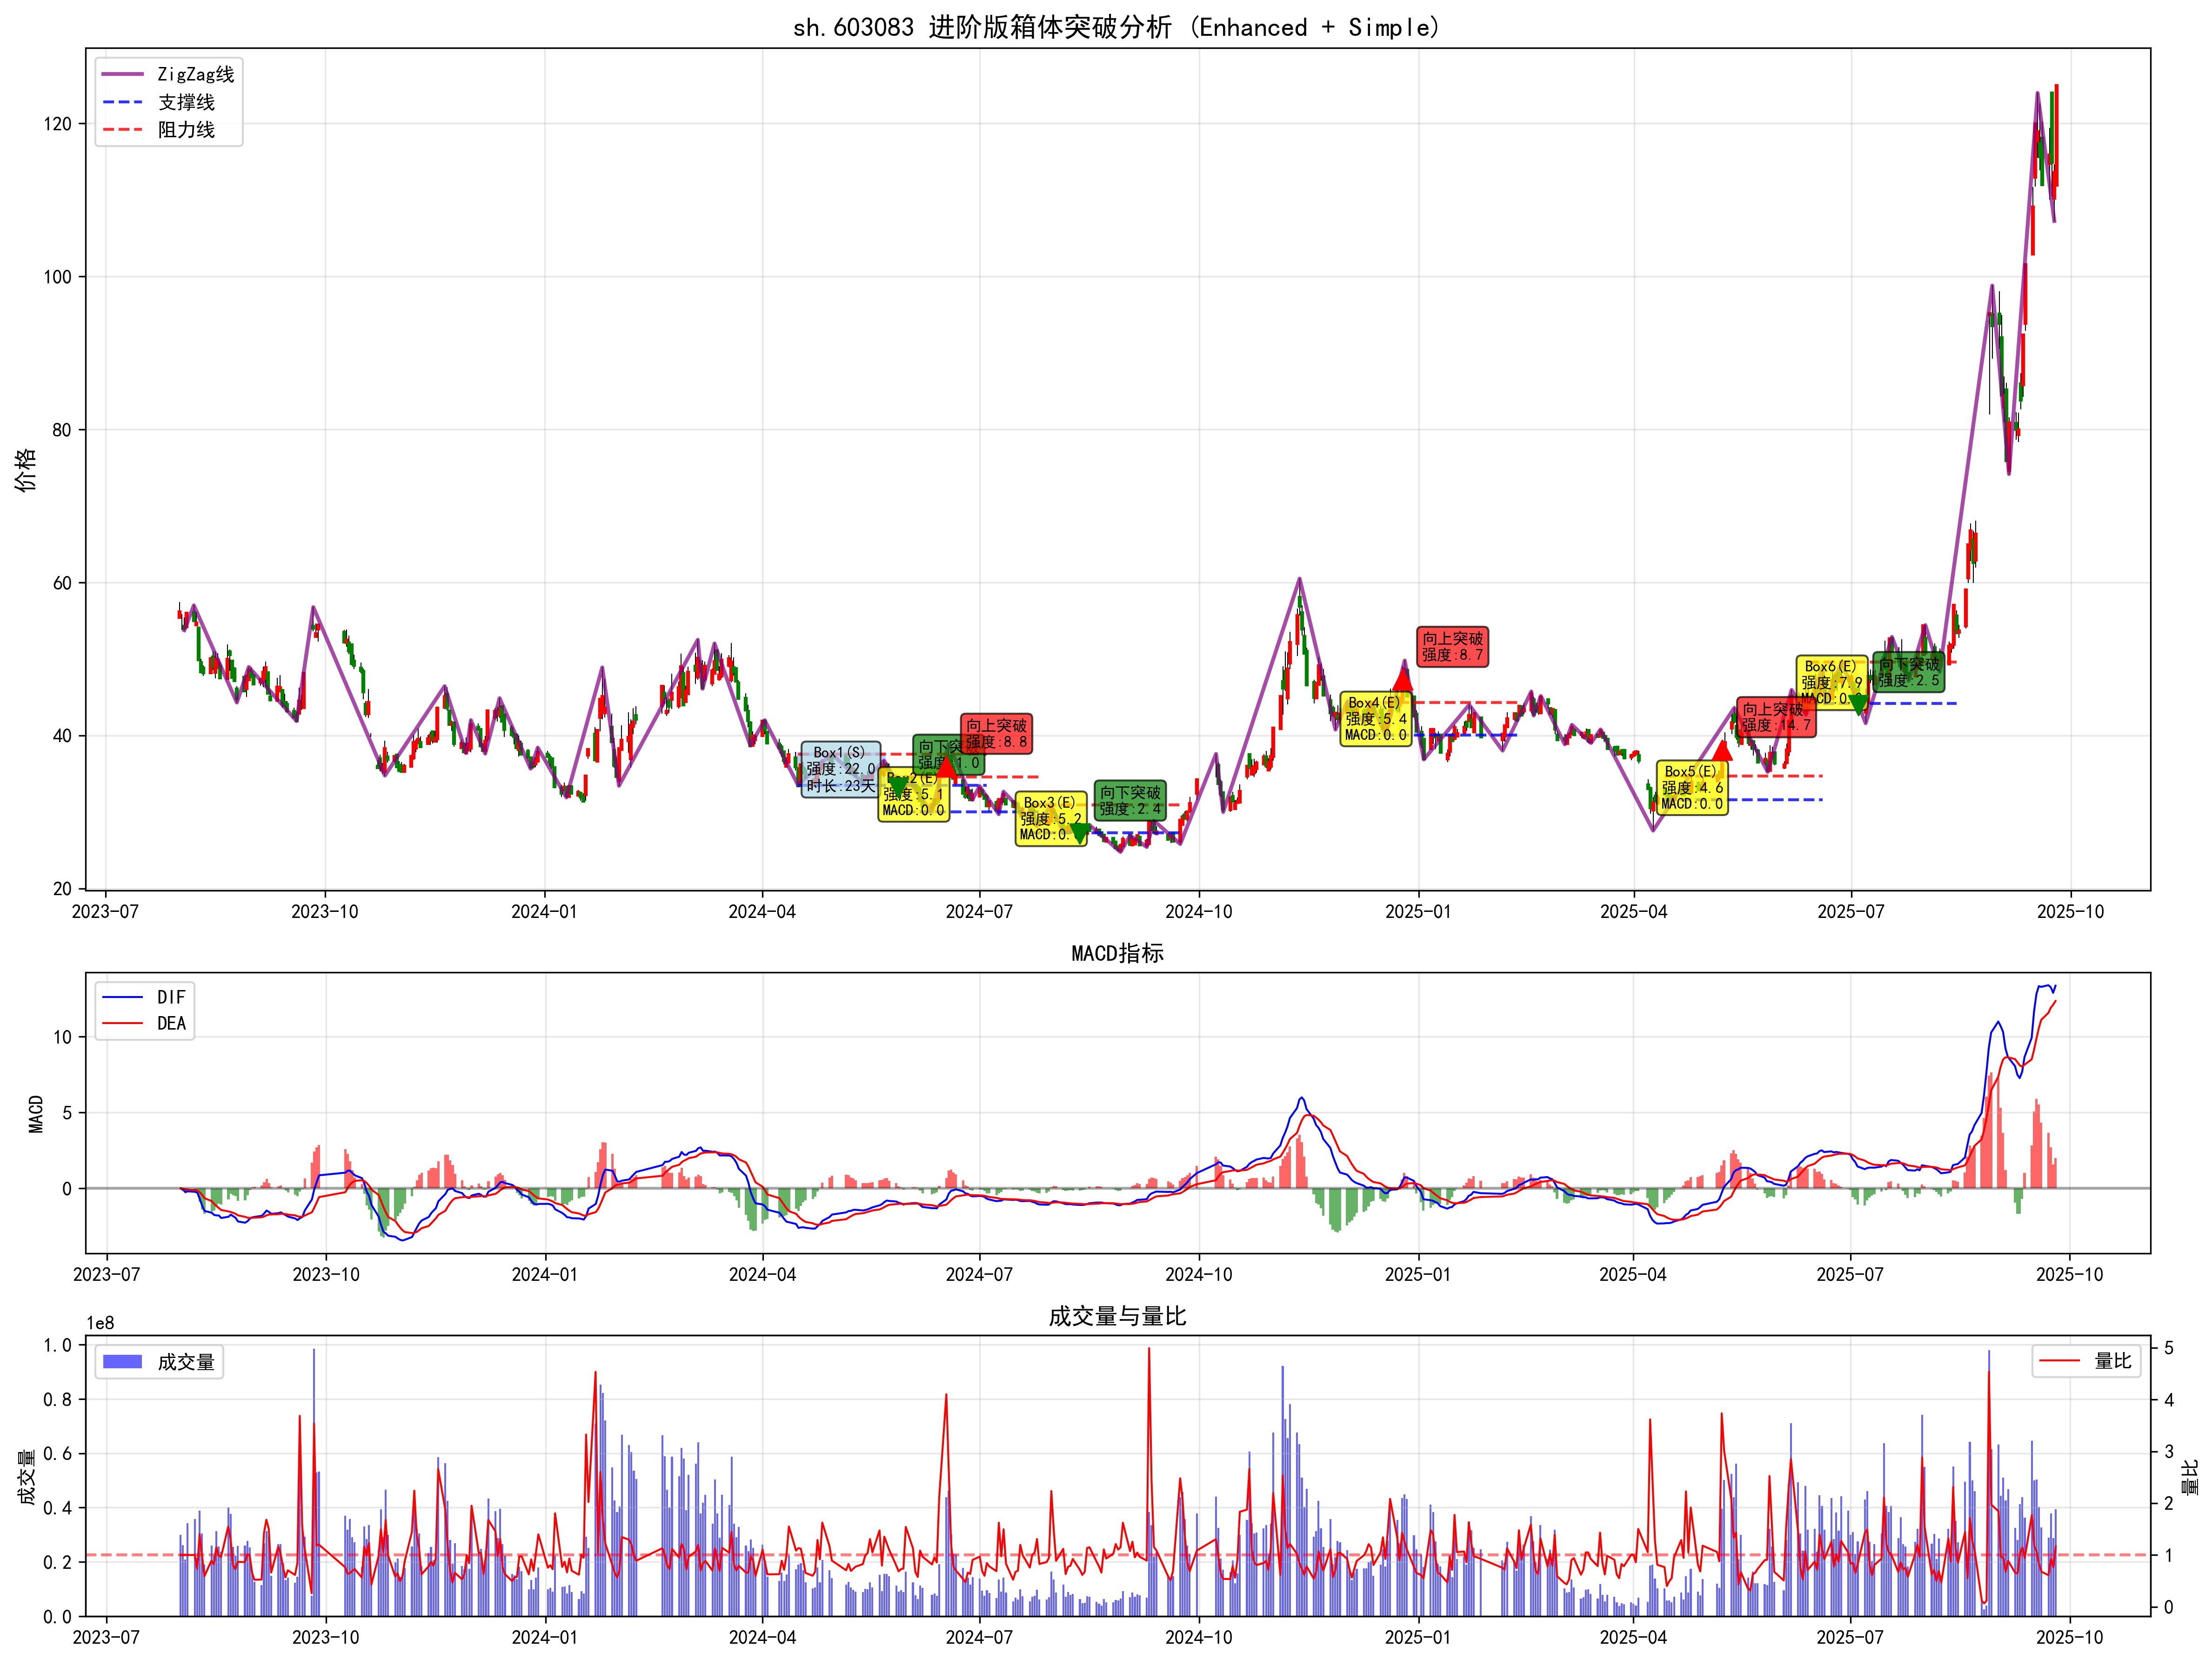 sh.603083 进阶版箱体突破分析 (Enhanced + Simple)
ZigZag线
支撑线
阻力线
价格
120
100
80
60
40
20
Box1(S)
强度:22.0
时长:23天
Box2(E)
强度:5.1
MACD:0.0
向下突破
强度:1.0
向上突破
强度:8.8
Box3(E)
强度:5.2
MACD:0.
向下突破
强度:2.4
Box4(E)
强度:5.4
MACD:0.0
向上突破
强度:8.7
Box5(E)
强度:4.6
MACD:0.0
向上突破
强度:14.7
Box6(E)
强度:7.9
MACD:0.
向下突破
强度:2.5
2023-07
2023-10
2024-01
2024-04
2024-07
2024-10
2025-01
2025-04
2025-07
2025-10
MACD指标
DIF
DEA
MACD
10
5
0
2023-07
2023-10
2024-01
2024-04
2024-07
2024-10
2025-01
2025-04
2025-07
2025-10
成交量与量比
1e8
成交量
量比
成交量
1.0
0.8
0.6
0.4
0.2
0.0
5
4
3
2
1
0
量比
2023-07
2023-10
2024-01
2024-04
2024-07
2024-10
2025-01
2025-04
2025-07
2025-10